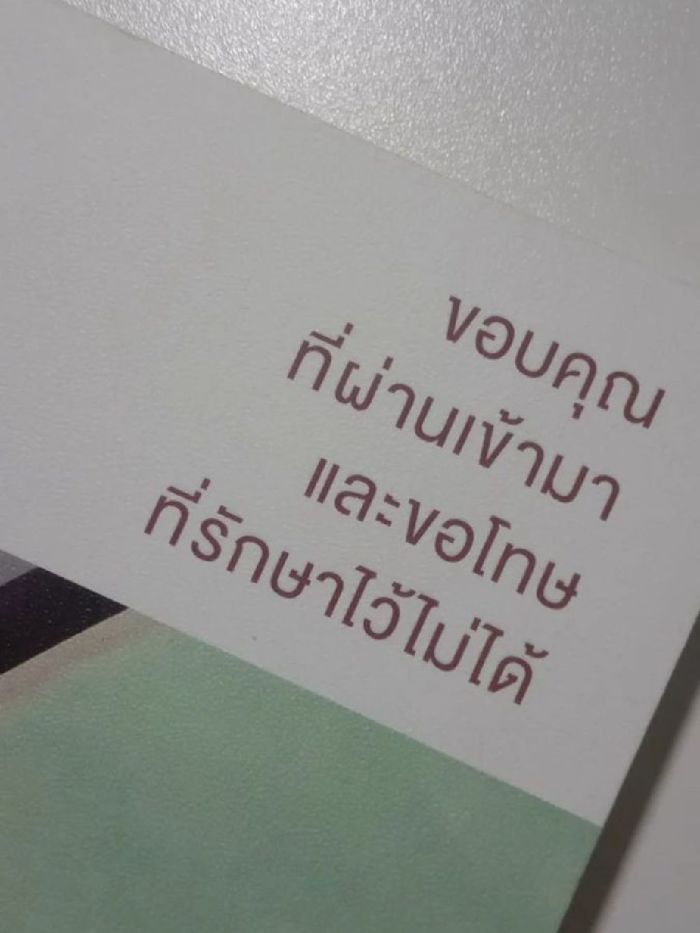 ขอบคุณ
ที่ผ่านเข้ามา
และขอโทษ
ที่รักษาไว้ไม่ได้